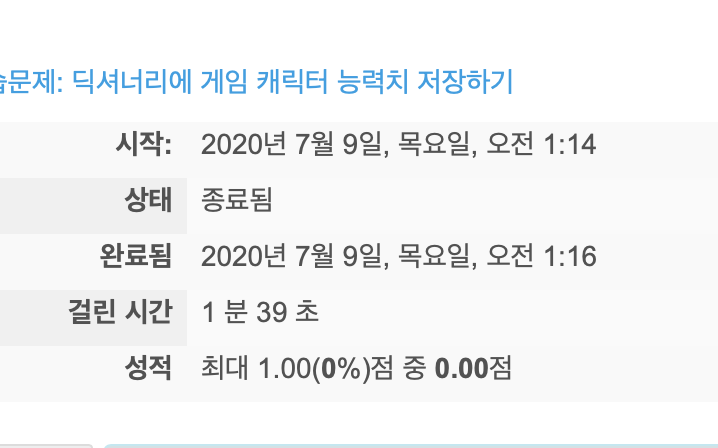 습문제: 딕셔너리에 게임 캐릭터 능력치 저장하기
시작: 2020년 7월 9일, 목요일, 오전 1:14
상태 종료됨
완료됨 2020년 7월 9일, 목요일, 오전 1:16
걸린 시간 1 분 39 초
성적 최대 1.00(0%)점 중 0.00점